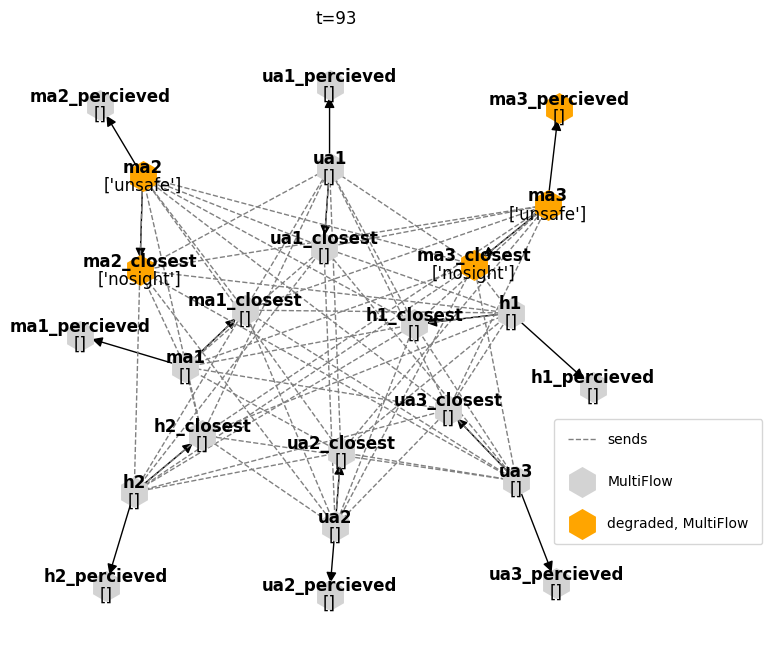 t=93
ua1_percieved
[]
ma2_percieved
[]
ma3_percieved
[]
ua1
[]
ma2
['unsafe']
ma3
['unsafe']
ua1_closest
[]
ma3_closest
['nosight']
ma2_closest
['nosight']
ma1_closest
[]
h1
[]
h1_closest
[]
ma1_percieved
[]
ma1
[]
h1_percieved
[]
ua3_closest
[]
h2_closest
[]
ua2_closest
[]
sends
MultiFlow
degraded, MultiFlow
ua3
[]
h2
[]
ua2
[]
h2_percieved
[]
ua2_percieved
[]
ua3_percieved
[]